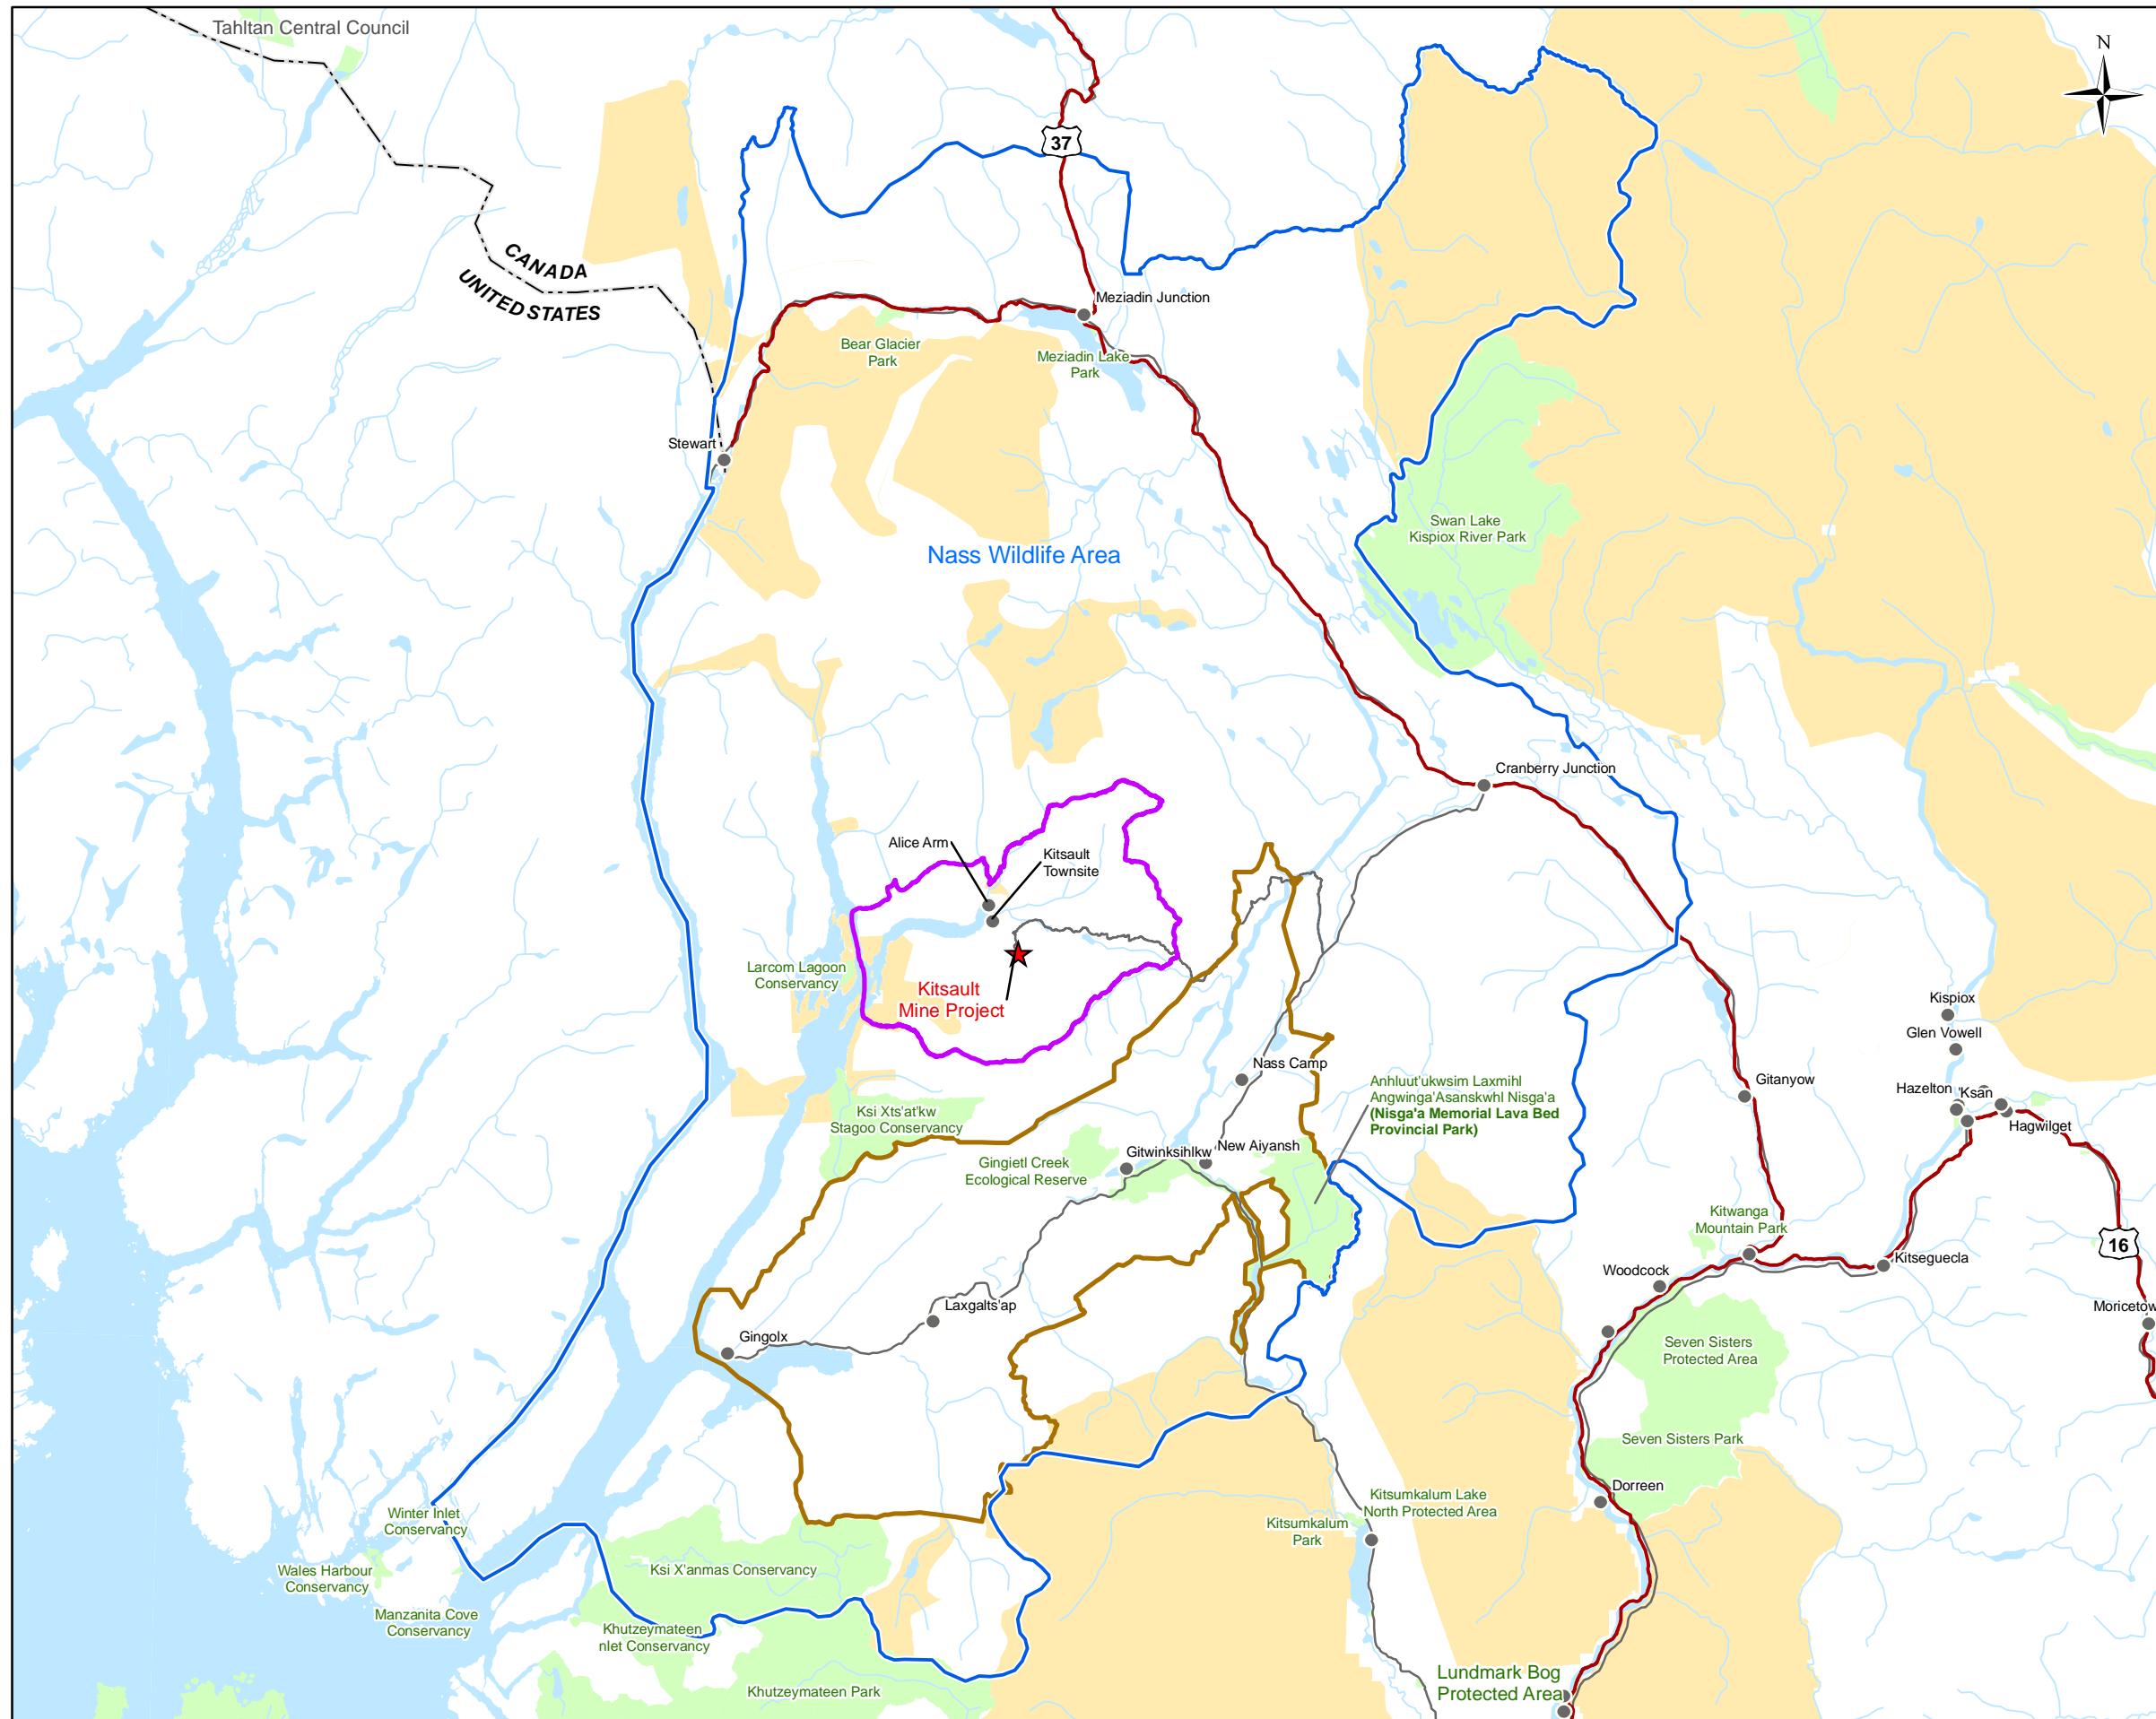 Tahltan Central Council
N
37
CANADA
UNITED STATES
Meziadin Junction
Bear Glacier
Park
Meziadin Lake
Park
Stewart
Swan Lake
Kispiox River Park
Nass Wildlife Area
Cranberry Junction
Alice Arm
Kitsault
Townsite
Larcom Lagoon
Conservancy
Kitsault
Mine Project
Kispiox
Glen Vowell
Nass Camp
Anhluut'ukwsim Laxmihl
Angwinga'Asanskwhl Nisga'a
(Nisga'a Memorial Lava Bed
Provincial Park)
Gitanyow
Hazelton
'Ksan
Hagwilget
Ksi Xts'at'kw
Stagoo Conservancy
Gitwinksihlkw
New Aiyansh
Gingietl Creek
Ecological Reserve
Kitwanga
Mountain Park
16
Kitseguecla
Woodcock
Laxgalts'ap
Moricetow
Gingolx
Seven Sisters
Protected Area
Seven Sisters Park
Dorreen
Kitsumkalum Lake
North Protected Area
Kitsumkalum
Park
Winter Inlet
Conservancy
Wales Harbour
Conservancy
Ksi X'anmas Conservancy
Manzanita Cove
Conservancy
Khutzeymateen
nlet Conservancy
Lundmark Bog
Protected Area
Khutzeymateen Park